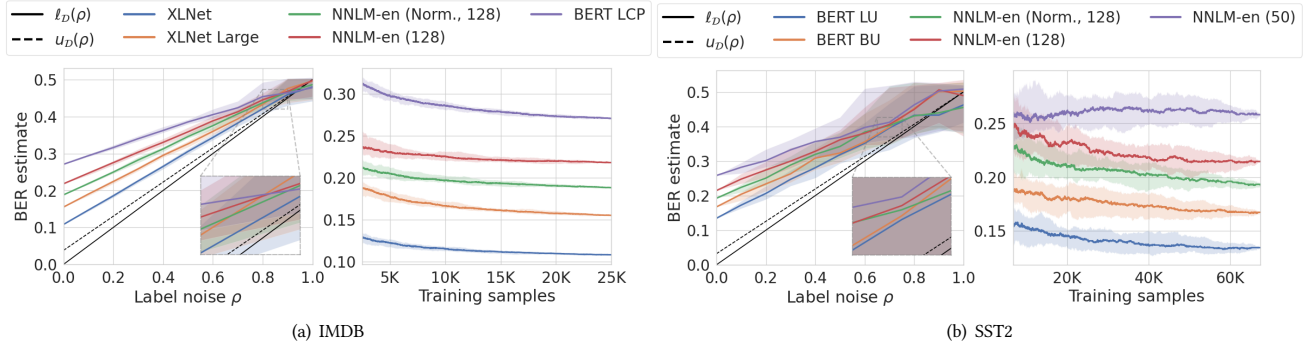 ℓ_𝒟(ρ) XLNet NNLM-en (Norm., 128) BERT LCP
u_𝒟(ρ) XLNet Large NNLM-en (128)
BER estimate
0.5
0.4
0.3
0.2
0.1
0.0
0.0 0.2 0.4 0.6 0.8 1.0
Label noise ρ
0.30
0.25
0.20
0.15
0.10
5K 10K 15K 20K 25K
Training samples
(a) IMDB
ℓ_𝒟(ρ) BERT LU NNLM-en (Norm., 128) NNLM-en (50)
u_𝒟(ρ) BERT BU NNLM-en (128)
BER estimate
0.5
0.4
0.3
0.2
0.1
0.0
0.0 0.2 0.4 0.6 0.8 1.0
Label noise ρ
0.25
0.20
0.15
20K 40K 60K
Training samples
(b) SST2